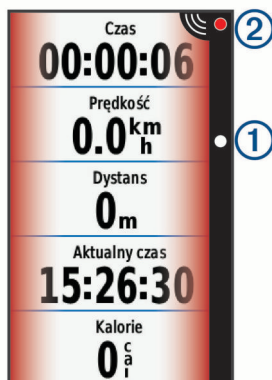 Czas
00:00:06
Prędkość
0.0 km/h
Dystans
0 m
Aktualny czas
15:26:30
Kalorie
0 cal
2
1